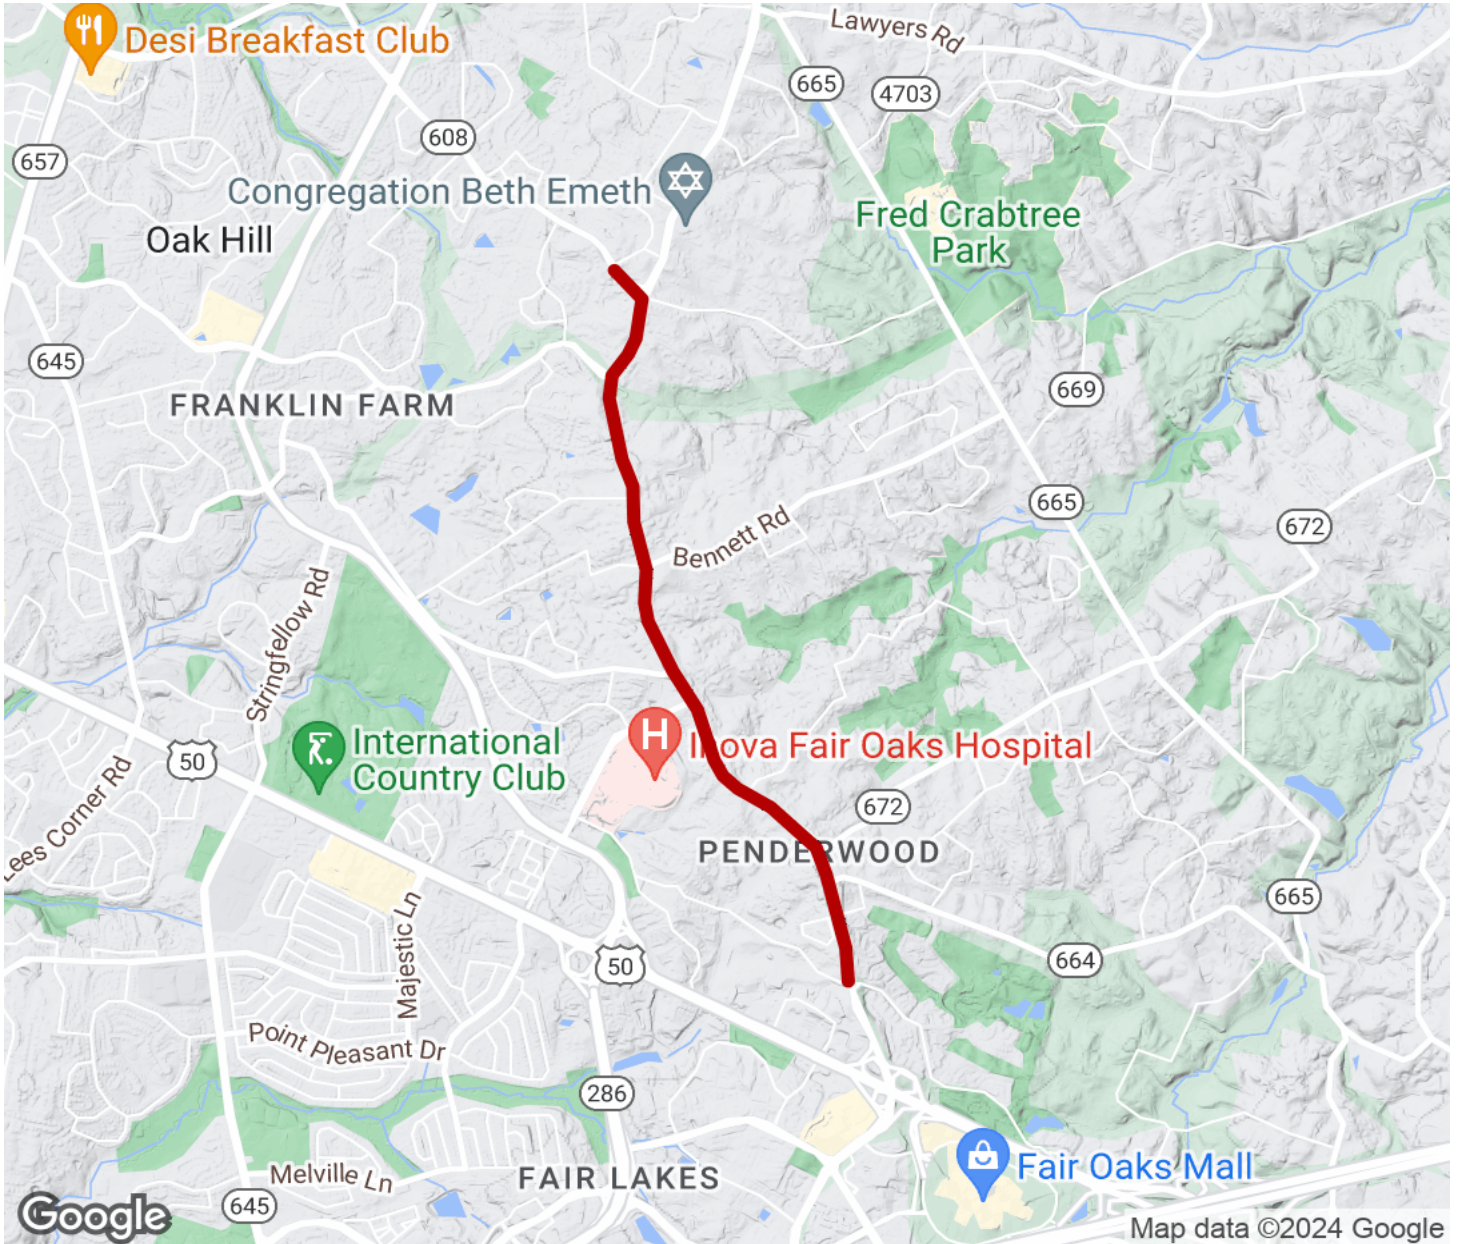 Lawyers Rd
Desi Breakfast Club
665
4703
608
657
Congregation Beth Emeth
Fred Crabtree
Park
Oak Hill
645
669
FRANKLIN FARM
665
672
Bennett Rd
Stringfellow Rd
H
Inova Fair Oaks Hospital
International
Country Club
50
Lees Corner Rd
672
PENDERWOOD
665
Majestic Ln
664
50
Point Pleasant Dr
286
Fair Oaks Mall
Melville Ln
FAIR LAKES
645
Google
Map data ©2024 Google